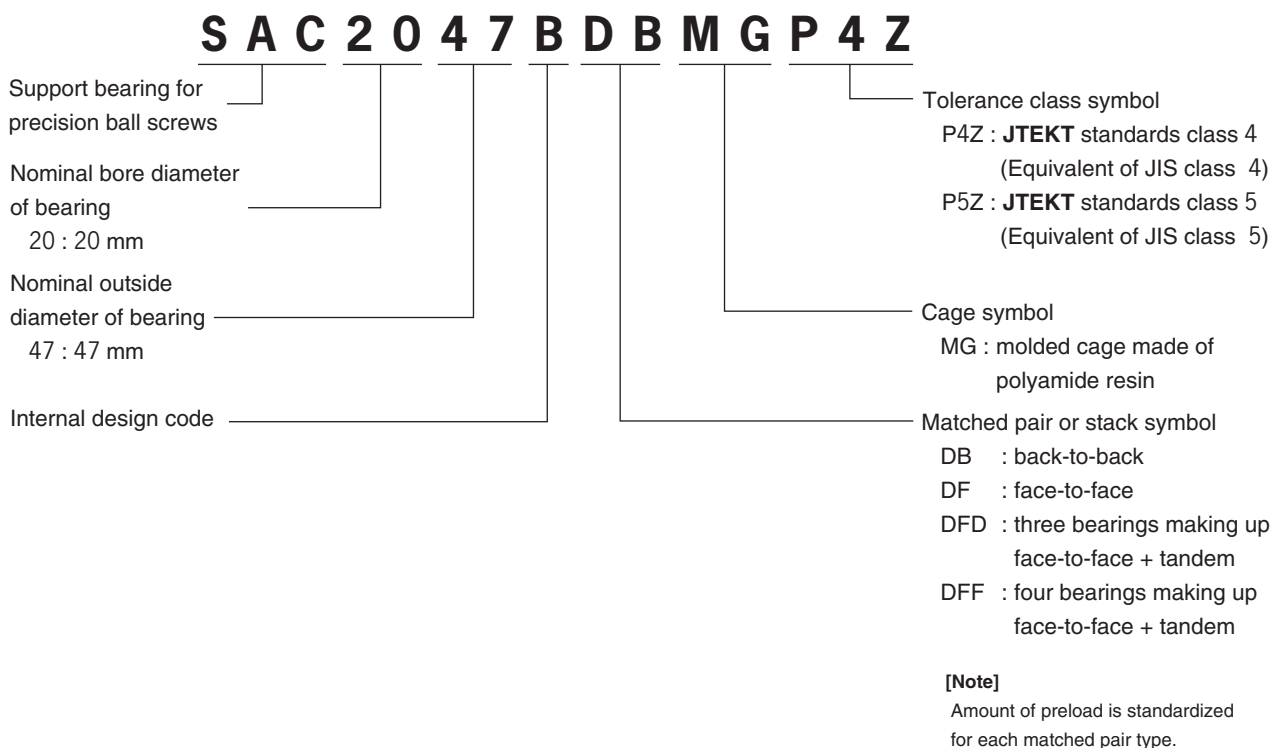 S A C 2 0 4 7 B D B M G P 4 Z
Support bearing for
precision ball screws
Nominal bore diameter
of bearing
20 : 20 mm
Nominal outside
diameter of bearing
47 : 47 mm
Internal design code
Tolerance class symbol
P4Z : JTEKT standards class 4
(Equivalent of JIS class 4)
P5Z : JTEKT standards class 5
(Equivalent of JIS class 5)
Cage symbol
MG : molded cage made of
polyamide resin
Matched pair or stack symbol
DB : back-to-back
DF : face-to-face
DFD : three bearings making up
face-to-face + tandem
DFF : four bearings making up
face-to-face + tandem
[Note]
Amount of preload is standardized
for each matched pair type.